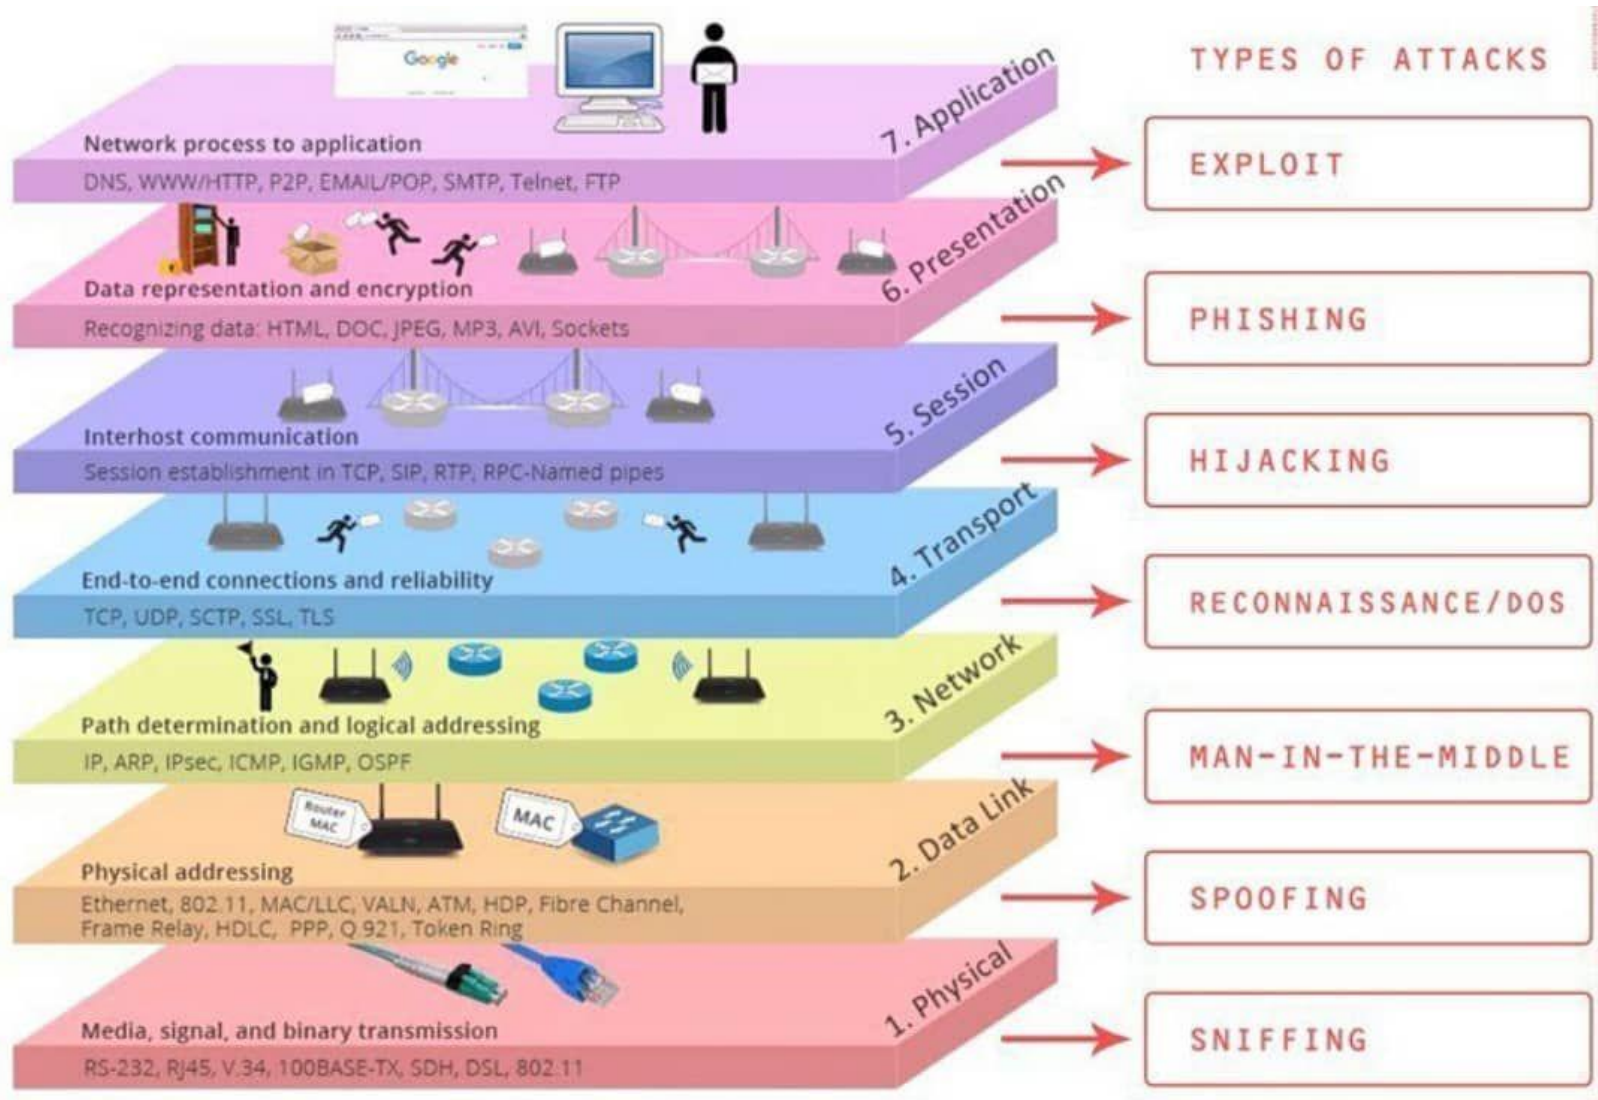 TYPES OF ATTACKS
Google
7. Application
Network process to application
DNS, WWW/HTTP, P2P, EMAIL/POP, SMTP, Telnet, FTP
EXPLOIT
6. Presentation
Data representation and encryption
Recognizing data: HTML, DOC, JPEG, MP3, AVI, Sockets
PHISHING
5. Session
Interhost communication
Session establishment in TCP, SIP, RTP, RPC-Named pipes
HIJACKING
4. Transport
End-to-end connections and reliability
TCP, UDP, SCTP, SSL, TLS
RECONNAISSANCE/DOS
3. Network
Path determination and logical addressing
IP, ARP, IPsec, ICMP, IGMP, OSPF
MAN-IN-THE-MIDDLE
2. Data Link
Router
MAC
MAC
Physical addressing
Ethernet, 802.11, MAC/LLC, VALN, ATM, HDP, Fibre Channel,
Frame Relay, HDLC, PPP, Q.921, Token Ring
SPOOFING
1. Physical
Media, signal, and binary transmission
RS-232, RJ45, V.34, 100BASE-TX, SDH, DSL, 802.11
SNIFFING